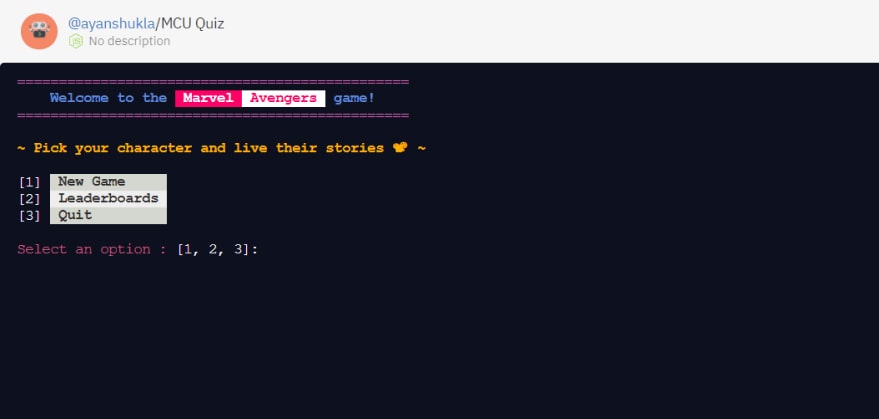 @ayanshukla/MCU Quiz
No description
===============================================
Welcome to the Marvel Avengers game!
===============================================
~ Pick your character and live their stories 📽 ~
[1] New Game
[2] Leaderboards
[3] Quit
Select an option : [1, 2, 3]: